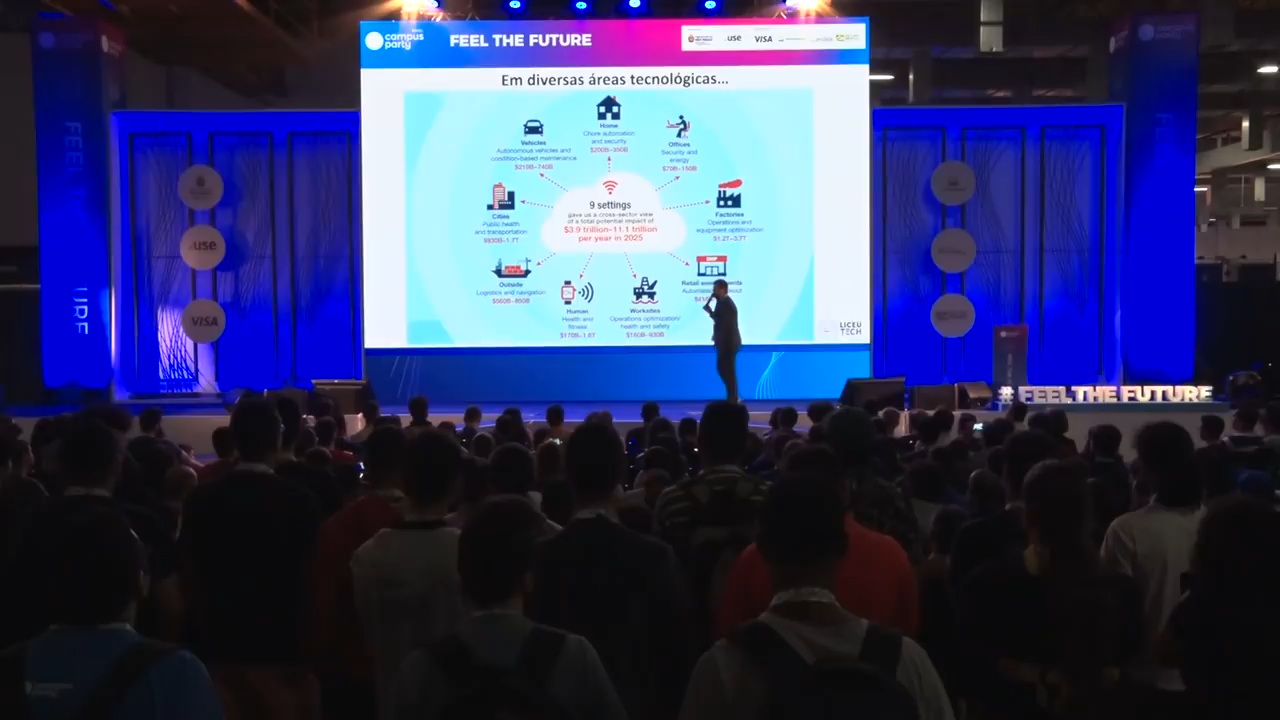 campus
party
FEEL THE FUTURE
.use
VISA
Em diversas áreas tecnológicas...
Home
Chore automation
and security
$200B–350B
Vehicles
Autonomous vehicles and
condition-based maintenance
$210B–740B
Offices
Security and
energy
$70B–150B
9 settings
gave us a cross-sector view
of a total potential impact of
$3.9 trillion–11.1 trillion
per year in 2025
Cities
Public health
and transportation
$930B–1.7T
Factories
Operations and
equipment optimization
$1.2T–3.7T
Outside
Logistics and navigation
$560B–850B
Human
Health and
fitness
$170B–1.6T
Worksites
Operations optimization/
health and safety
$160B–930B
Retail
LICEU
TECH
.use
VISA
#FEELTHEFUTURE